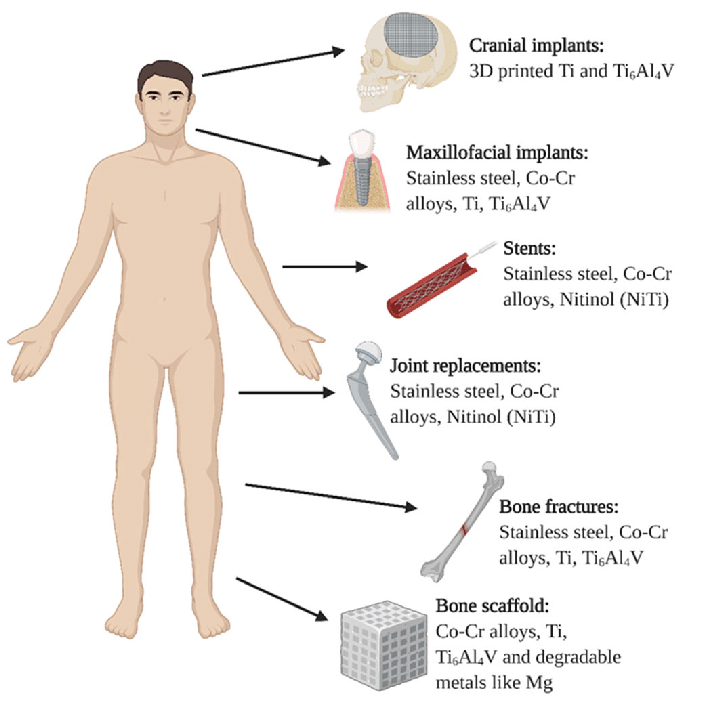 Cranial implants:
3D printed Ti and Ti₆Al₄V
Maxillofacial implants:
Stainless steel, Co-Cr
alloys, Ti, Ti₆Al₄V
Stents:
Stainless steel, Co-Cr
alloys, Nitinol (NiTi)
Joint replacements:
Stainless steel, Co-Cr
alloys, Nitinol (NiTi)
Bone fractures:
Stainless steel, Co-Cr
alloys, Ti, Ti₆Al₄V
Bone scaffold:
Co-Cr alloys, Ti,
Ti₆Al₄V and degradable
metals like Mg